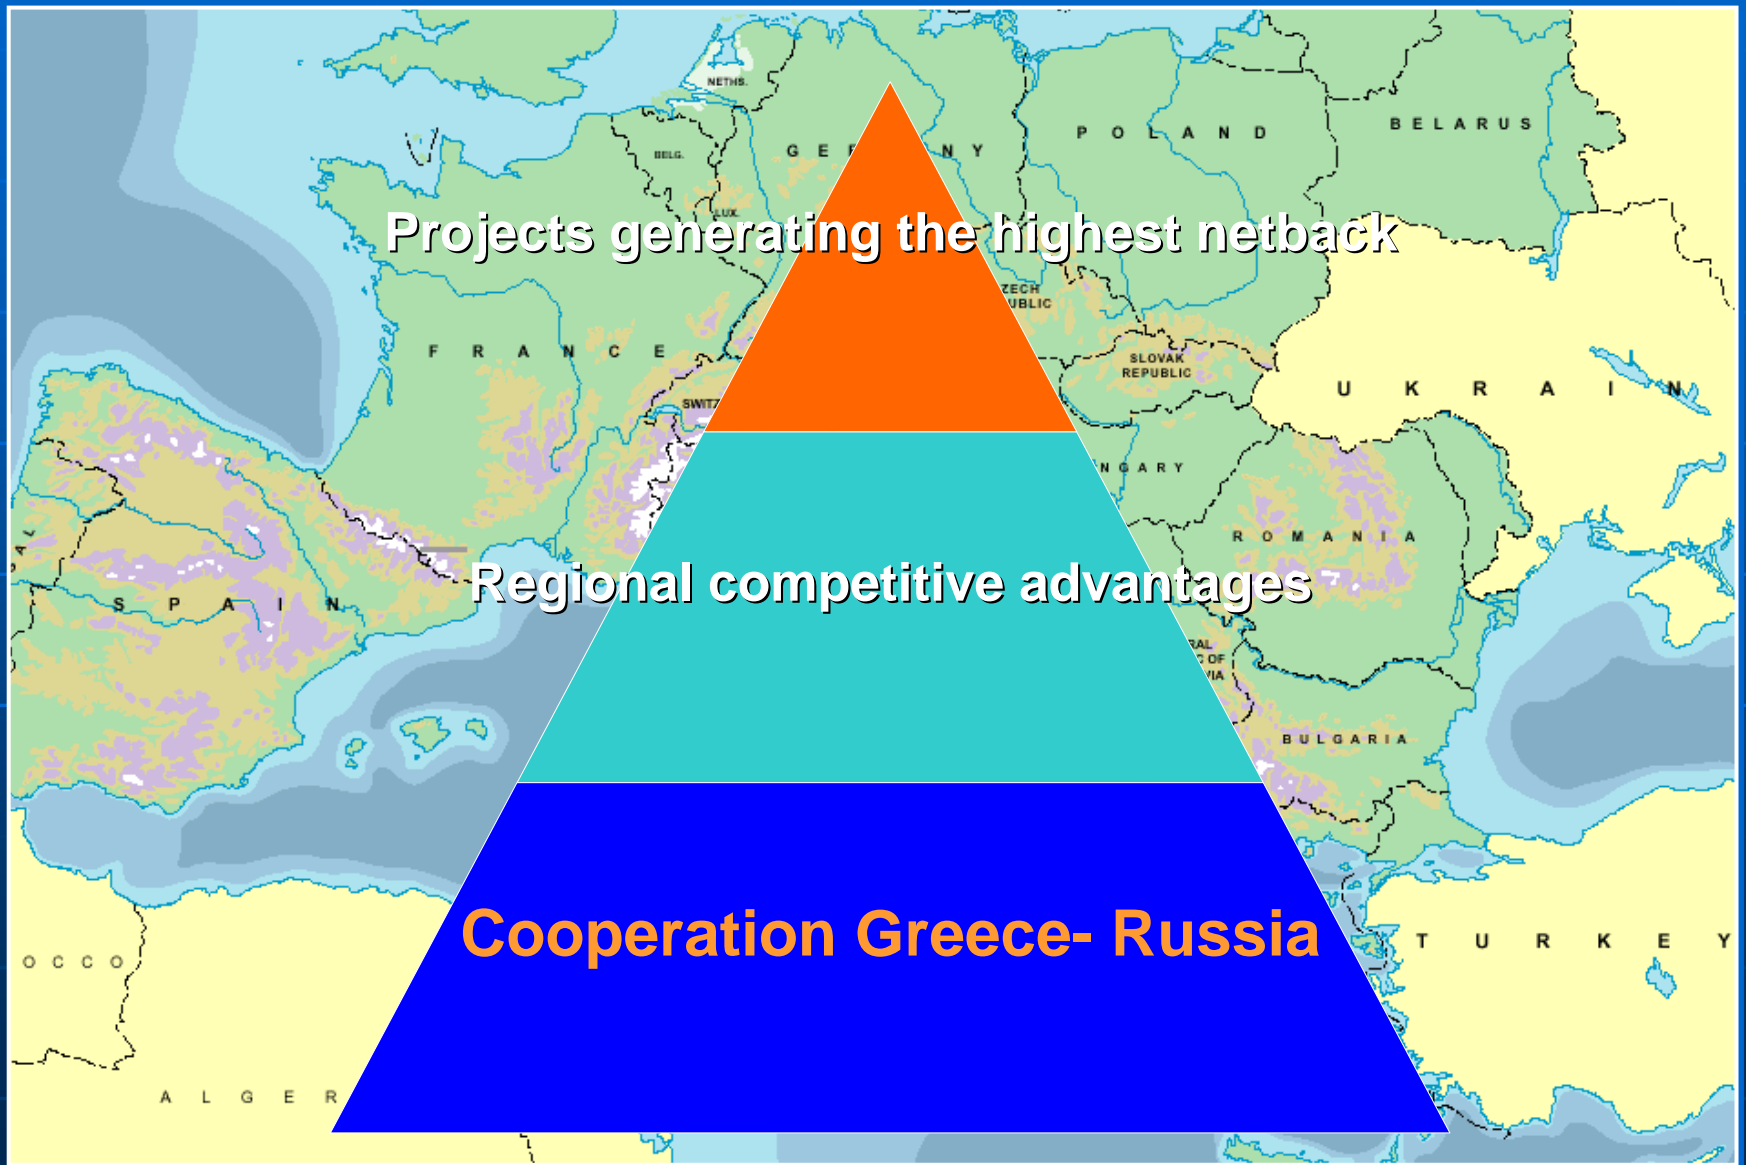 NETHS.
BELG.
LUX.
P O L A N D
B E L A R U S
Projects generating the highest netback
F R A N C E
SLOVAK
REPUBLIC
U K R A I N
S P A I N
R O M A N I A
Regional competitive advantages
B U L G A R I A
Cooperation Greece- Russia
T U R K E Y
O C C O
A L G E R